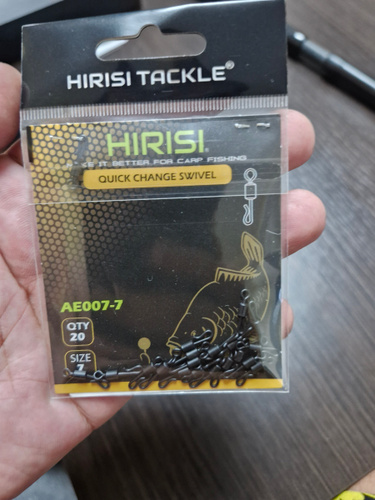 HIRISI TACKLE®
HIRISI®
IT BETTER FOR CARP FISHING
QUICK CHANGE SWIVEL
AE007-7
QTY
20
SIZE
7